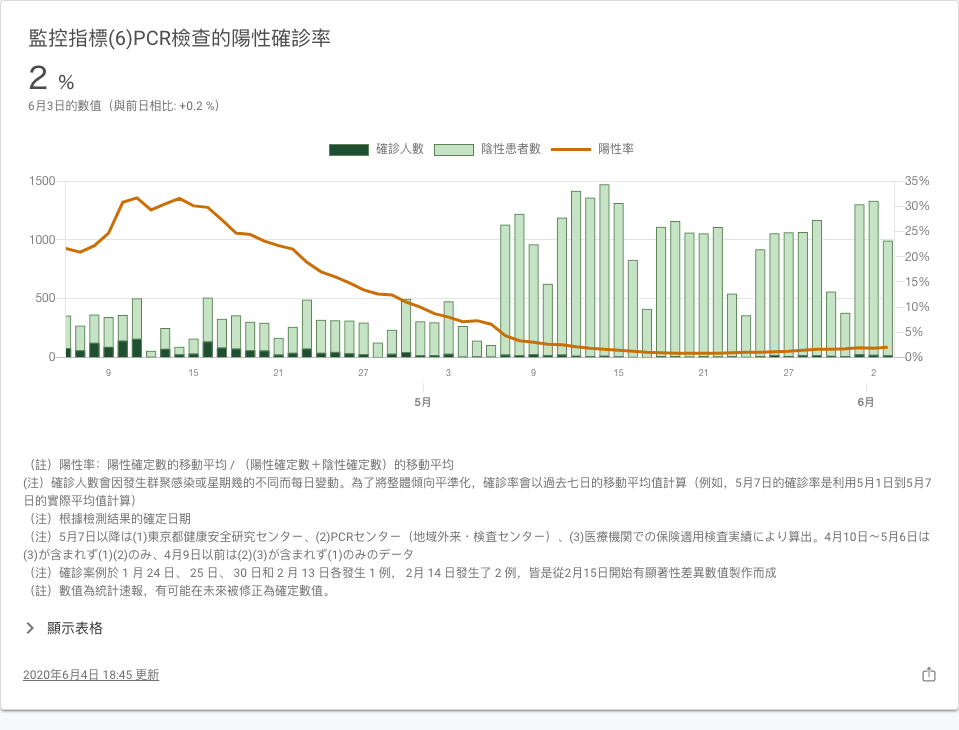 監控指標(6)PCR檢查的陽性確診率
2 %
6月3日的數值（與前日相比: +0.2 %）
確診人數 陰性患者數 陽性率
1500 35%
30%
1000 25%
20%
15%
500 10%
5%
0 0%
9 15 21 27 3 9 15 21 27 2
5月 6月
（註）陽性率：陽性確定數的移動平均 / （陽性確定數＋陰性確定數）的移動平均
(注）確診人數會因發生群聚感染或星期幾的不同而每日變動。為了將整體傾向平準化，確診率會以過去七日的移動平均值計算（例如，5月7日的確診率是利用5月1日到5月7
日的實際平均值計算）
（注）根據檢測結果的確定日期
（注）5月7日以降は(1)東京都健康安全研究センター、(2)PCRセンター（地域外来・検査センター）、(3)医療機関での保険適用検査実績により算出。4月10日～5月6日は
(3)が含まれず(1)(2)のみ、4月9日以前は(2)(3)が含まれず(1)のみのデータ
（注）確診案例於 1 月 24 日、 25 日、 30 日和 2 月 13 日各發生 1 例， 2月 14 日發生了 2 例，皆是從2月15日開始有顯著性差異數值製作而成
（註）數值為統計速報，有可能在未來被修正為確定數值。
顯示表格
2020年6月4日 18:45 更新